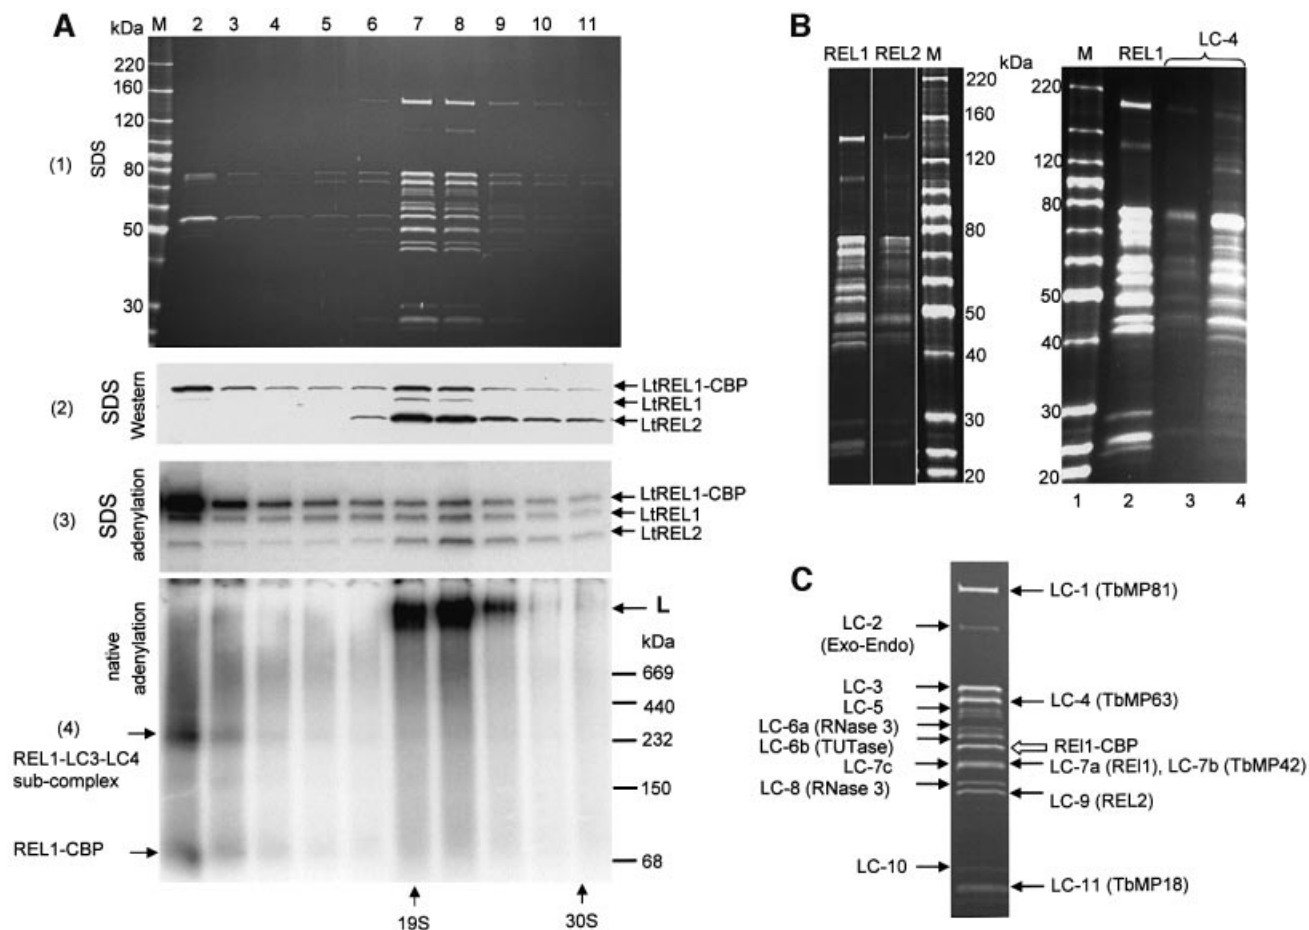 A
kDa M 2 3 4 5 6 7 8 9 10 11
220
160
120
80
50
30
(1)
SDS
(2)
SDS
Western
LtREL1-CBP
LtREL1
LtREL2
(3)
SDS
adenylation
LtREL1-CBP
LtREL1
LtREL2
(4)
native
adenylation
L
kDa
669
440
232
150
68
REL1-LC3-LC4
sub-complex
REL1-CBP
19S
30S
B
REL1 REL2 M
kDa
220
160
120
80
50
40
30
20
M REL1 LC-4
220
120
80
50
40
30
20
1 2 3 4
C
LC-1 (TbMP81)
LC-2
(Exo-Endo)
LC-3
LC-4 (TbMP63)
LC-5
LC-6a (RNase 3)
LC-6b (TUTase)
REl1-CBP
LC-7c
LC-7a (REl1), LC-7b (TbMP42)
LC-8 (RNase 3)
LC-9 (REL2)
LC-10
LC-11 (TbMP18)